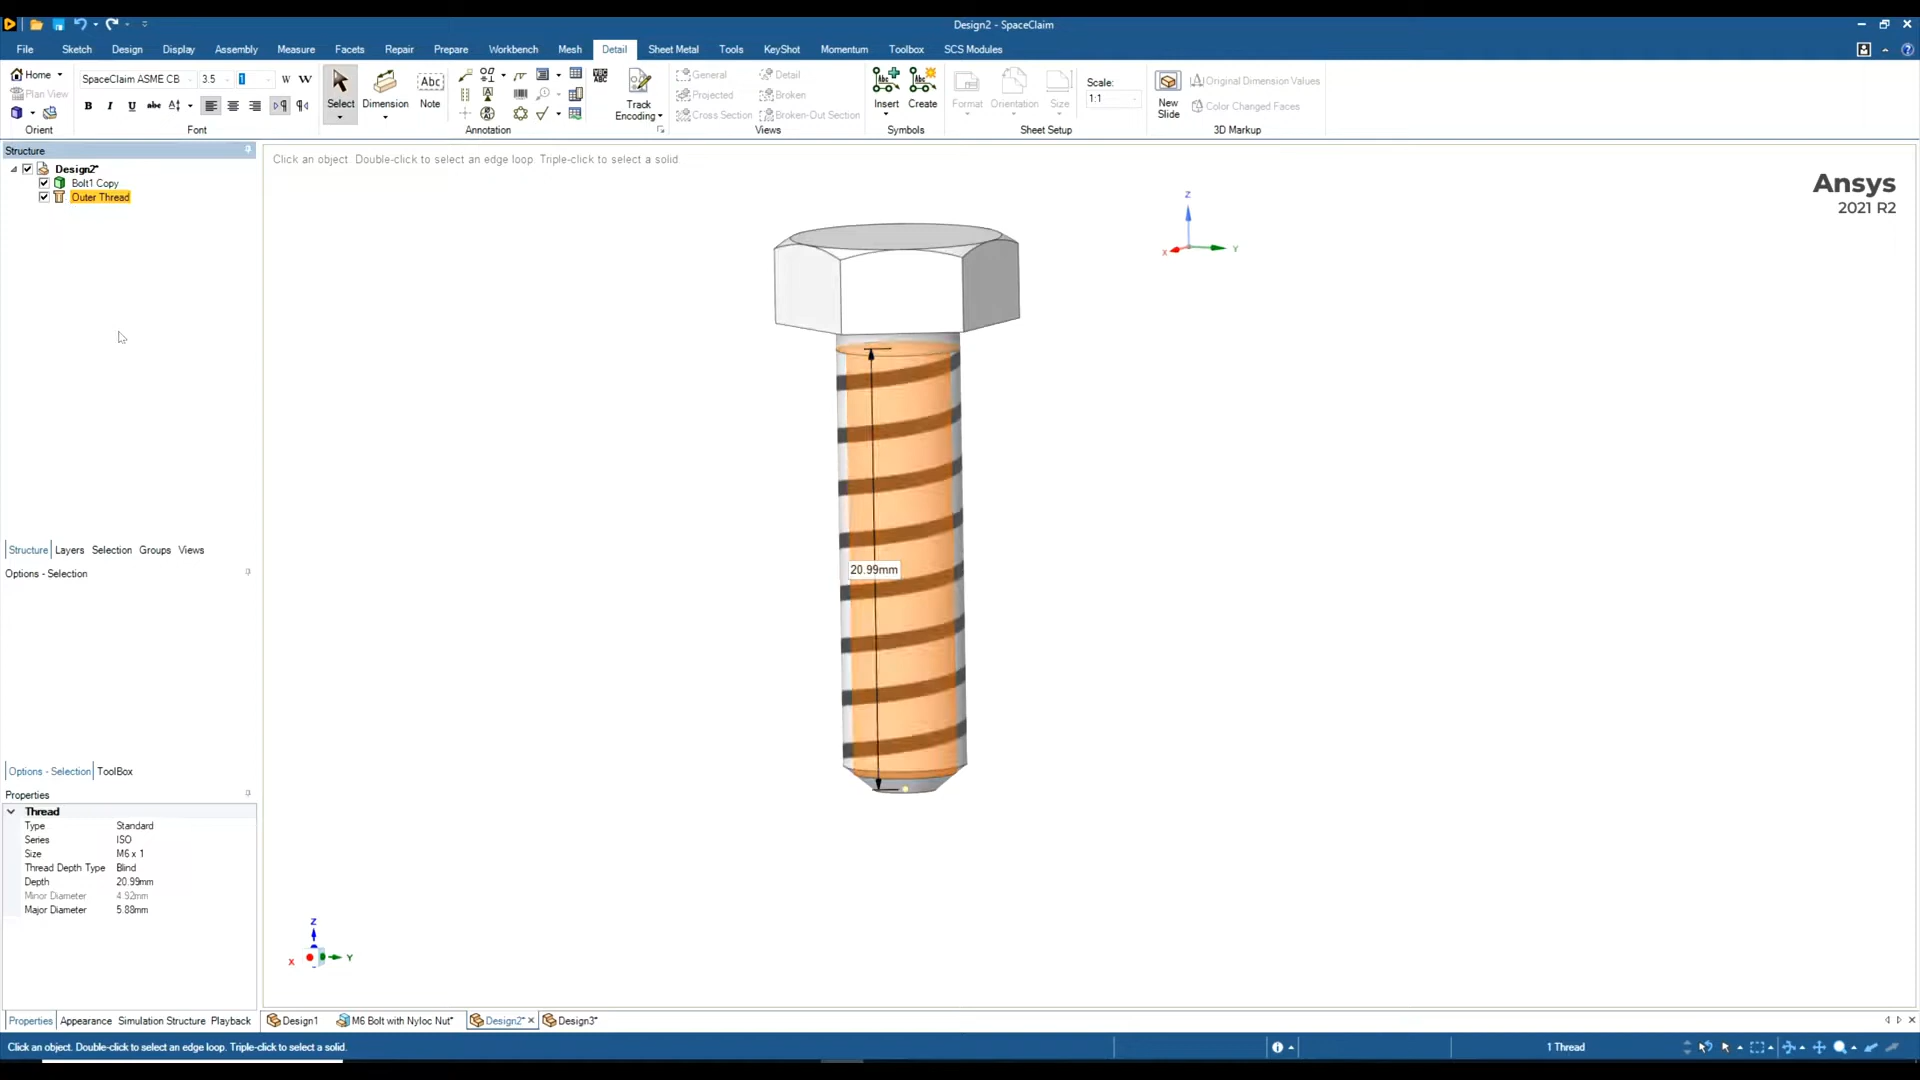 Design2 - SpaceClaim
File Sketch Design Display Assembly Measure Facets Repair Prepare Workbench Mesh Detail Sheet Metal Tools KeyShot Momentum Toolbox SCS Modules
Home SpaceClaim ASME CB 3.5 1 W W
Plan View
B I U abc
Orient Font
Select Dimension Note
Abc
Track Encoding
Annotation
General Detail
Projected Broken
Cross Section Broken-Out Section
Views
Insert Create
Symbols
Format Orientation Size
Scale:
1:1
Sheet Setup
New Slide
Original Dimension Values
Color Changed Faces
3D Markup
Structure
Design2*
Bolt1 Copy
Outer Thread
Click an object Double-click to select an edge loop Triple-click to select a solid
Ansys
2021 R2
Z
X Y
20.99mm
Structure Layers Selection Groups Views
Options - Selection
Options - Selection ToolBox
Properties
Thread
Type Standard
Series ISO
Size M6 x 1
Thread Depth Type Blind
Depth 20.99mm
Minor Diameter 4.92mm
Major Diameter 5.88mm
Z
X Y
Properties Appearance Simulation Structure Playback
Design1 M6 Bolt with Nyloc Nut* Design2* Design3*
Click an object. Double-click to select an edge loop. Triple-click to select a solid.
1 Thread